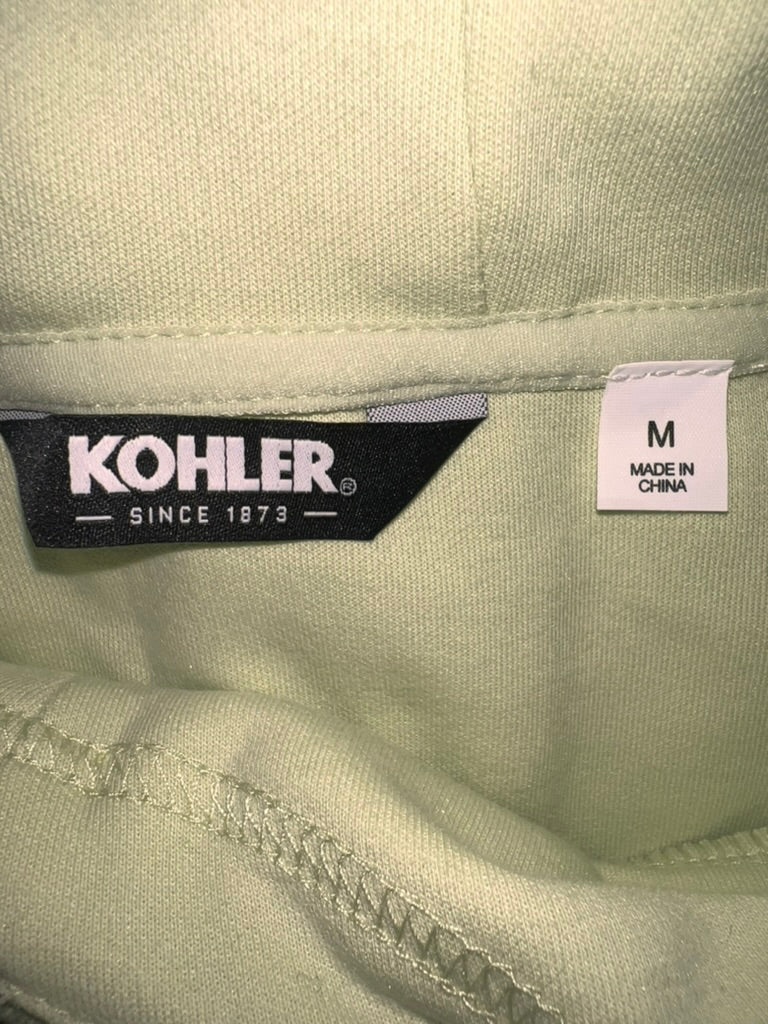 KOHLER®
— SINCE 1873 —
M
MADE IN
CHINA